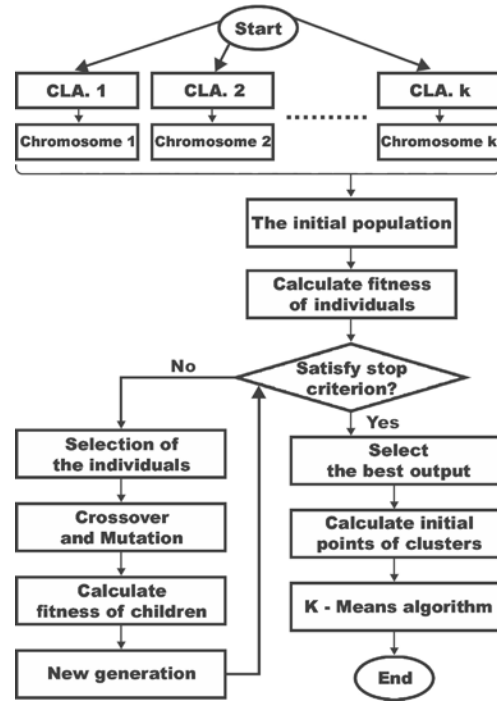 Start
CLA. 1
CLA. 2
CLA. k
Chromosome 1
Chromosome 2
Chromosome k
The initial population
Calculate fitness
of individuals
Satisfy stop
criterion?
No
Yes
Selection of
the individuals
Crossover
and Mutation
Calculate
fitness of children
New generation
Select
the best output
Calculate initial
points of clusters
K - Means algorithm
End